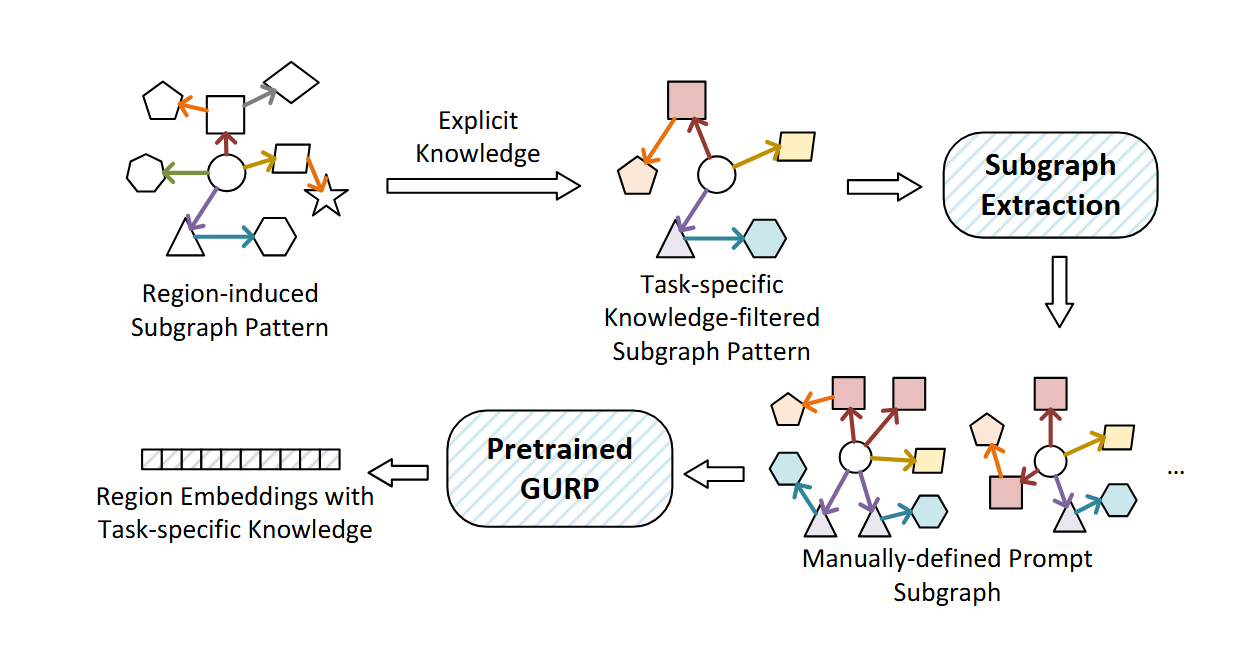 Explicit
Knowledge
Region-induced
Subgraph Pattern
Task-specific
Knowledge-filtered
Subgraph Pattern
Subgraph
Extraction
Manually-defined Prompt
Subgraph
...
Pretrained
GURP
Region Embeddings with
Task-specific Knowledge